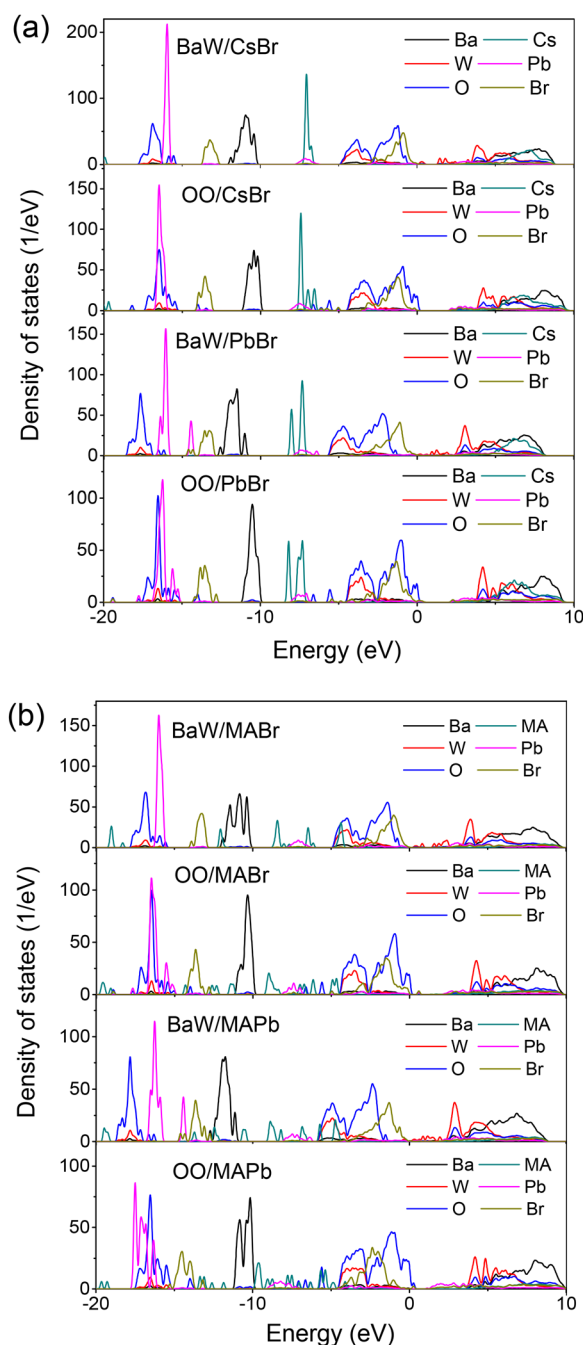 (a)
BaW/CsBr
Ba Cs
W Pb
O Br
200
150
100
50
0
OO/CsBr
Ba Cs
W Pb
O Br
150
100
50
0
BaW/PbBr
Ba Cs
W Pb
O Br
150
100
50
0
OO/PbBr
Ba Cs
W Pb
O Br
100
50
0
Density of states (1/eV)
-20 -10 0 10
Energy (eV)
(b)
BaW/MABr
Ba MA
W Pb
O Br
150
100
50
0
OO/MABr
Ba MA
W Pb
O Br
100
50
0
BaW/MAPb
Ba MA
W Pb
O Br
100
50
0
OO/MAPb
Ba MA
W Pb
O Br
100
50
0
Density of states (1/eV)
-20 -10 0 10
Energy (eV)